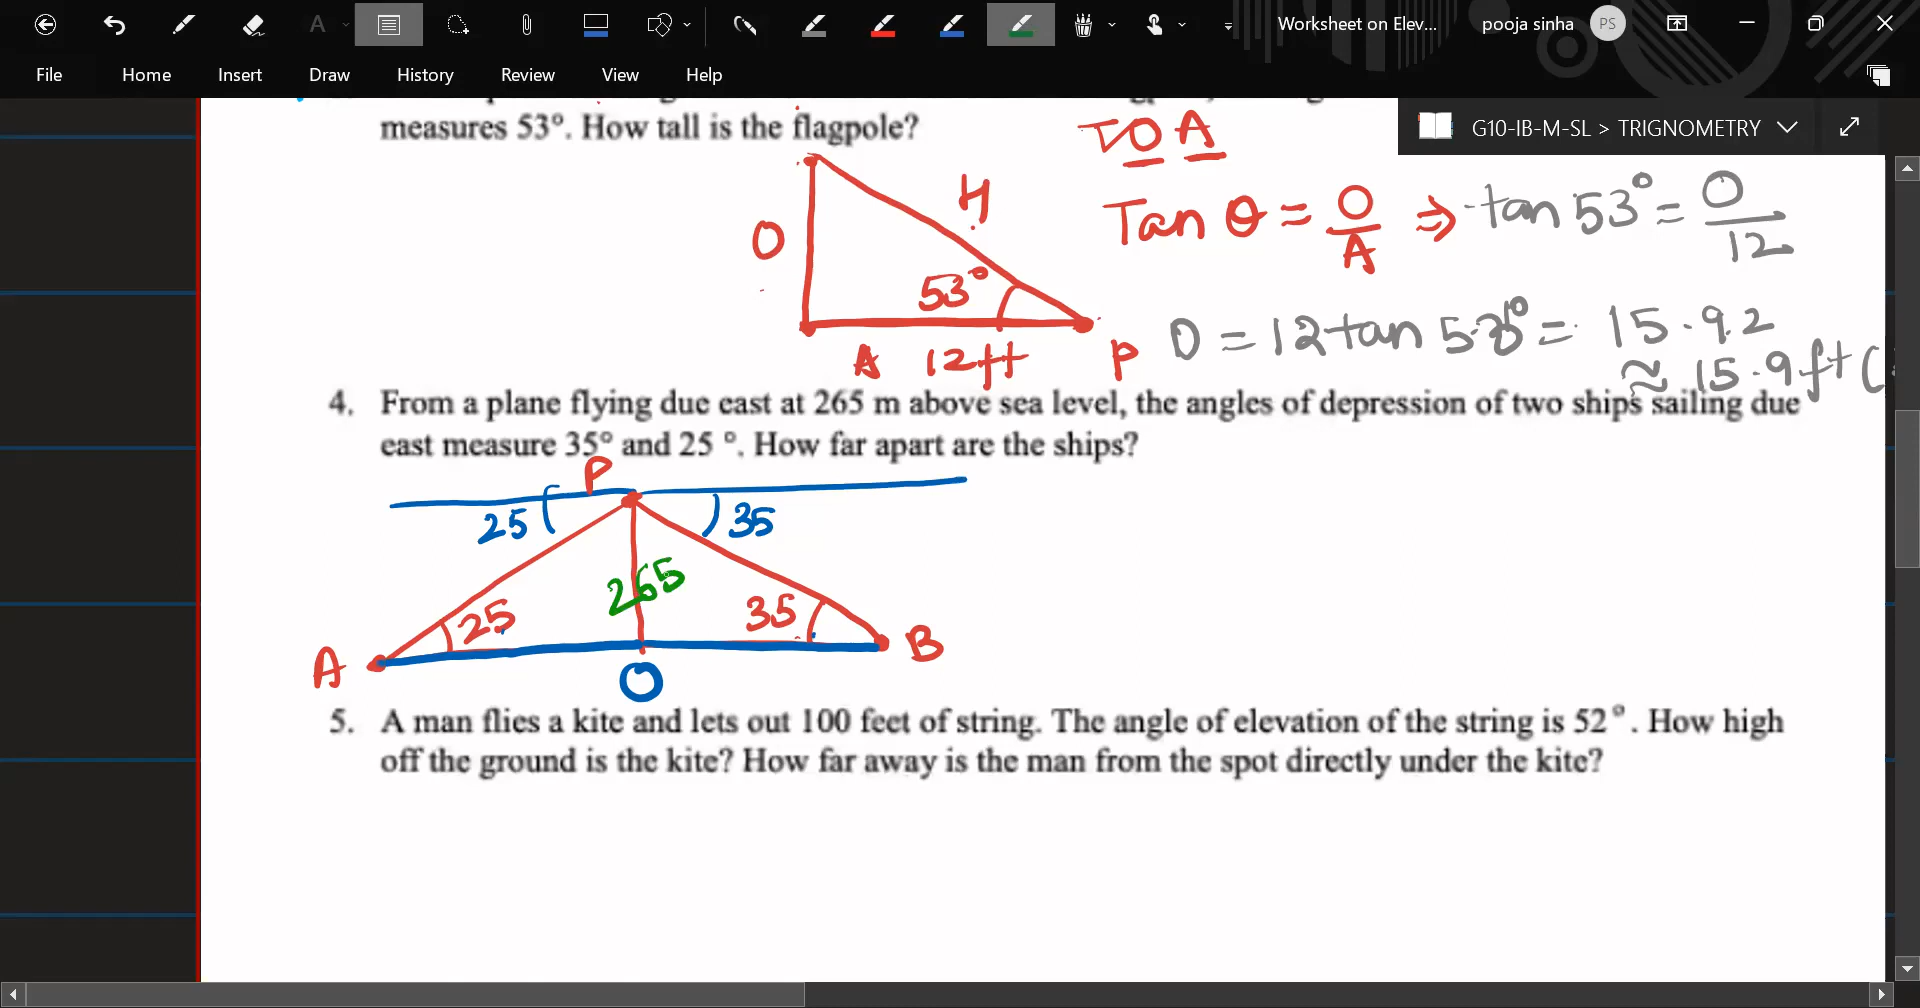 Worksheet on Elev... pooja sinha PS
File Home Insert Draw History Review View Help
G10-IB-M-SL > TRIGNOMETRY
measures 53°. How tall is the flagpole?
TOA
H
O
53°
A 12ft P
Tan θ = O/A ⇒ tan 53° = O/12
O = 12 tan 53° = 15.92
≈ 15.9 ft (
4. From a plane flying due east at 265 m above sea level, the angles of depression of two ships sailing due
east measure 35° and 25 °. How far apart are the ships?
P
25 35
265
25 35
A B
O
5. A man flies a kite and lets out 100 feet of string. The angle of elevation of the string is 52 °. How high
off the ground is the kite? How far away is the man from the spot directly under the kite?